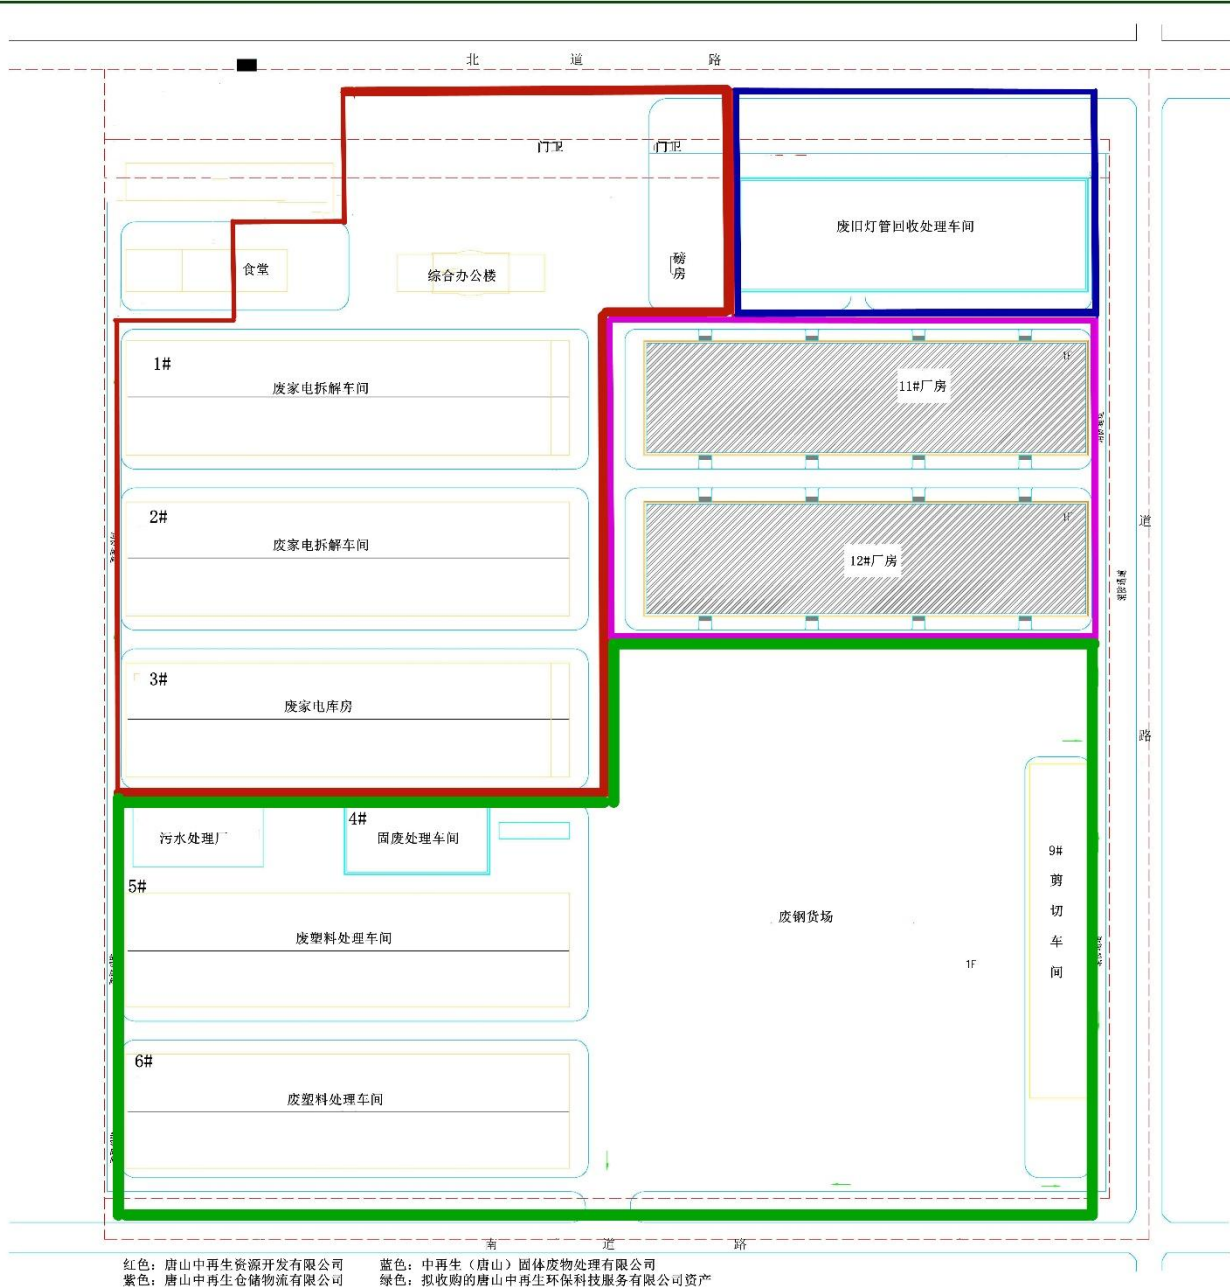 北道路
门卫
门卫
废旧灯管回收处理车间
食堂
综合办公楼
磅房
1#
废家电拆解车间
1F
11#厂房
2#
废家电拆解车间
1F
12#厂房
道路
3#
废家电库房
污水处理厂
4#
固废处理车间
9#剪切车间
5#
废塑料处理车间
废钢货场
1F
6#
废塑料处理车间
南道路
红色：唐山中再生资源开发有限公司
蓝色：中再生（唐山）固体废物处理有限公司
紫色：唐山中再生仓储物流有限公司
绿色：拟收购的唐山中再生环保科技服务有限公司资产